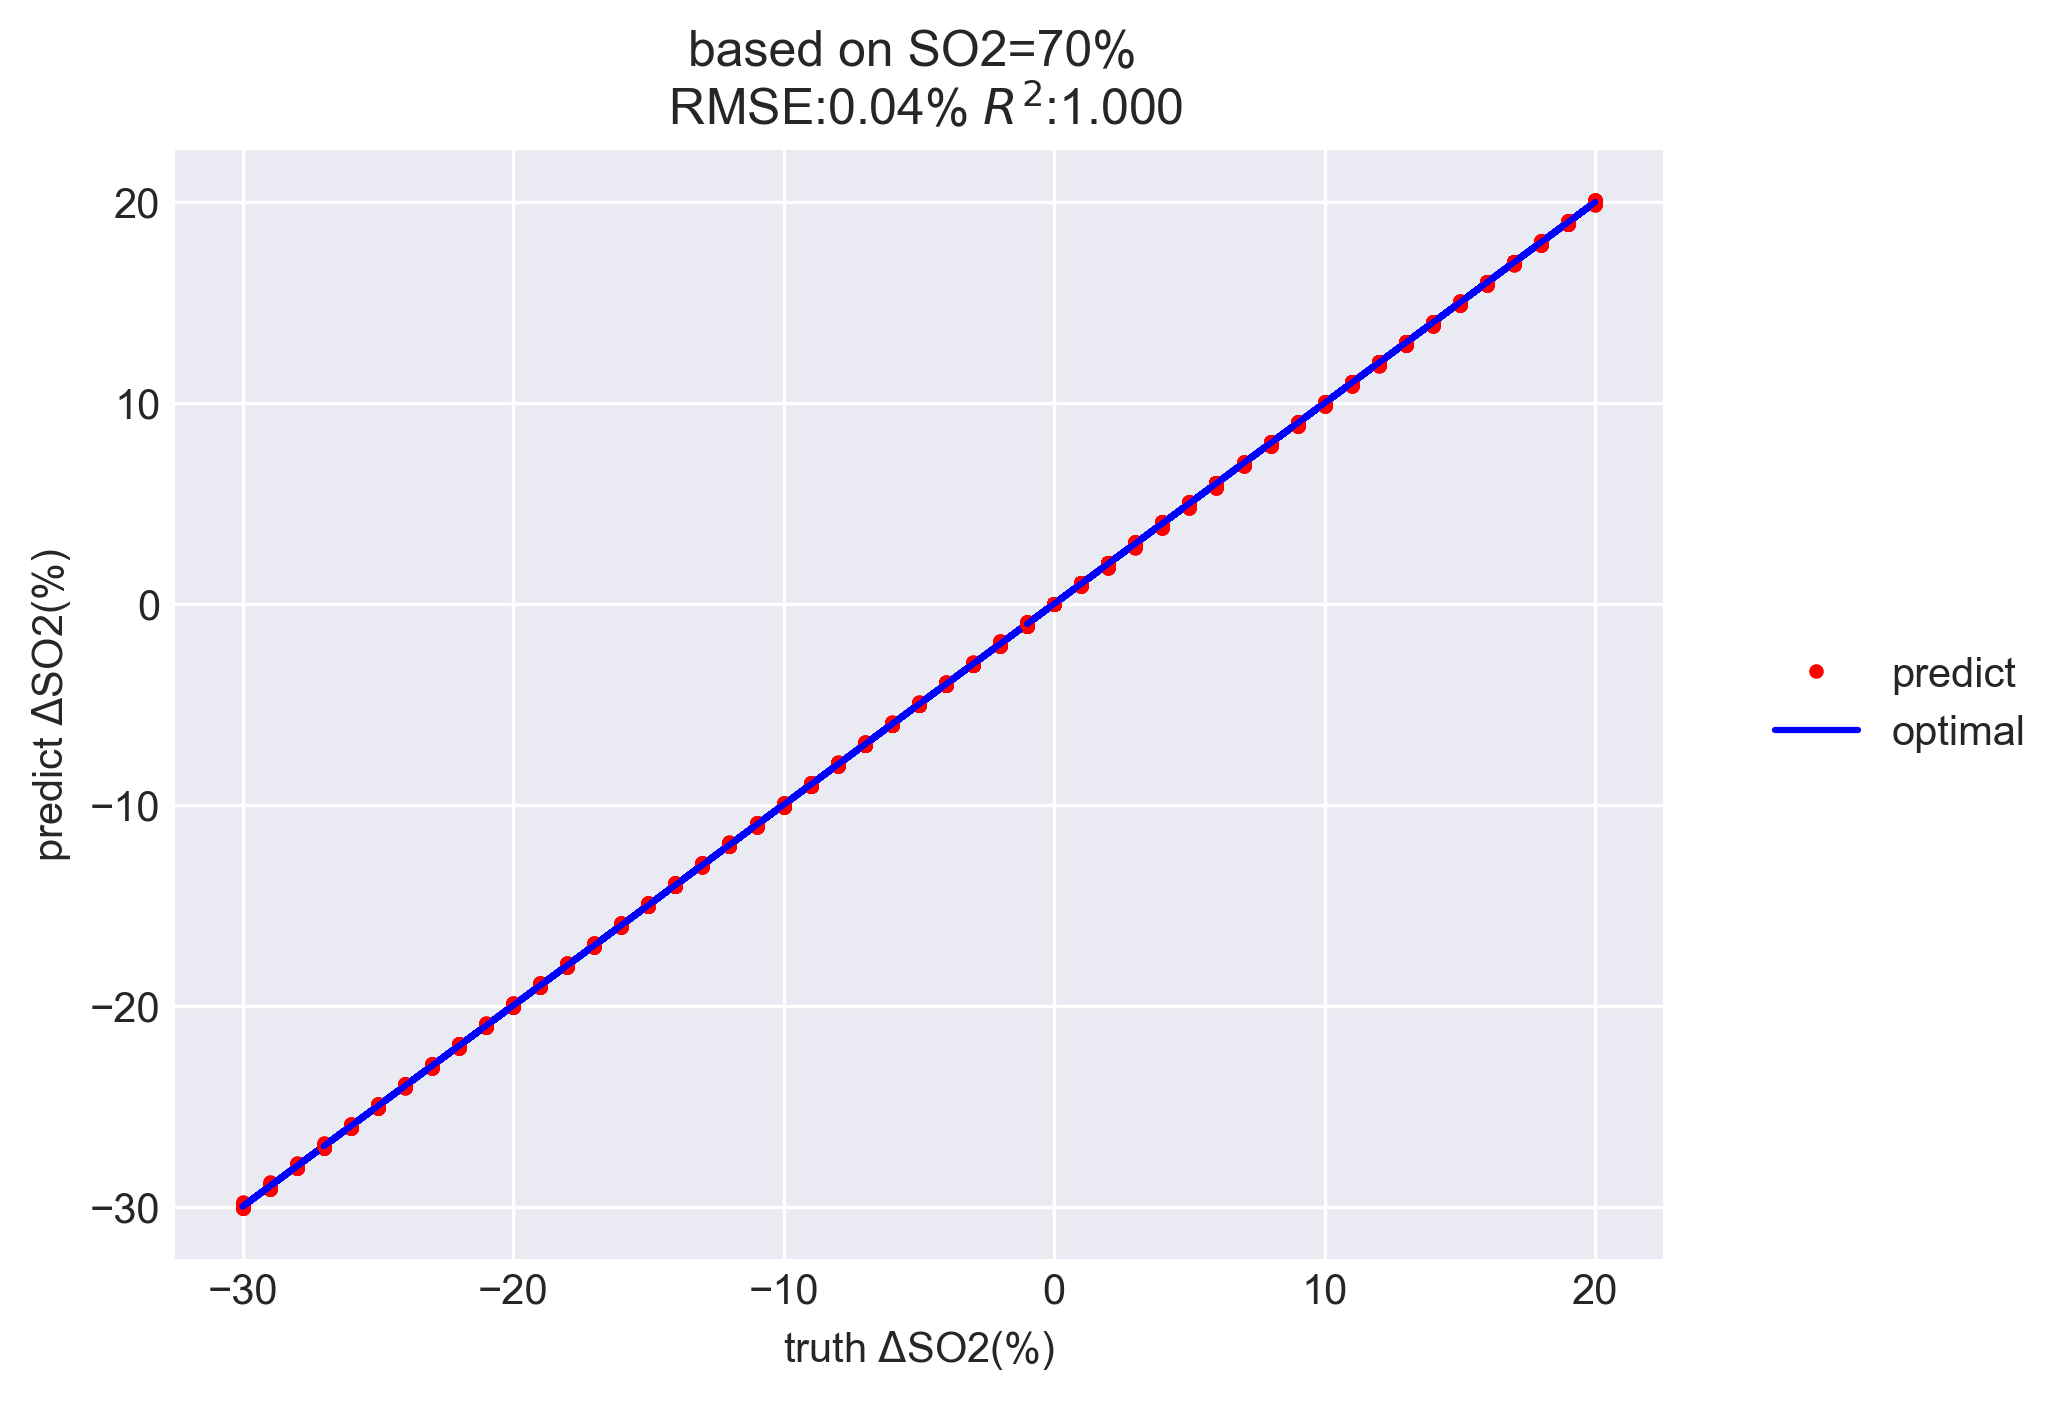 based on SO2=70%
RMSE:0.04% R²:1.000
20
10
0
−10
−20
−30
predict ΔSO2(%)
−30 −20 −10 0 10 20
truth ΔSO2(%)
predict
optimal